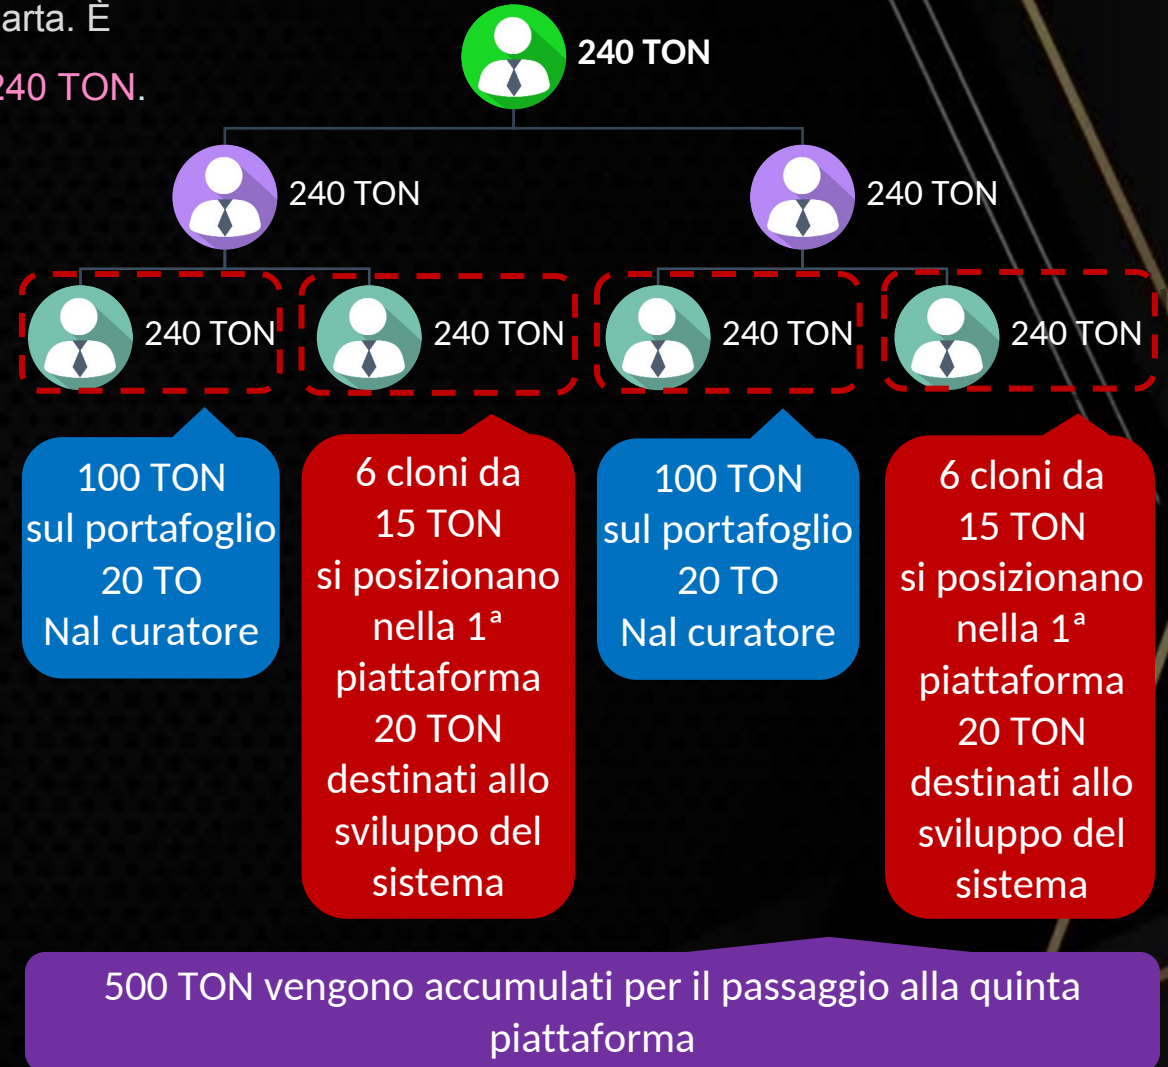 arta. È
240 TON.
240 TON
240 TON
240 TON
240 TON
240 TON
240 TON
240 TON
100 TON
sul portafoglio
20 TO
Nal curatore
6 cloni da
15 TON
si posizionano
nella 1ª
piattaforma
20 TON
destinati allo
sviluppo del
sistema
100 TON
sul portafoglio
20 TO
Nal curatore
6 cloni da
15 TON
si posizionano
nella 1ª
piattaforma
20 TON
destinati allo
sviluppo del
sistema
500 TON vengono accumulati per il passaggio alla quinta
piattaforma